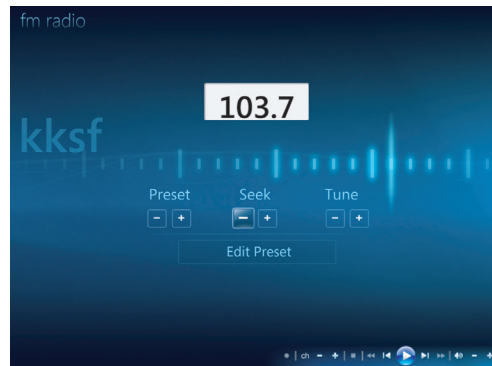 fm radio
103.7
kksf
Preset Seek Tune
- + - + - +
Edit Preset
ch - + - +